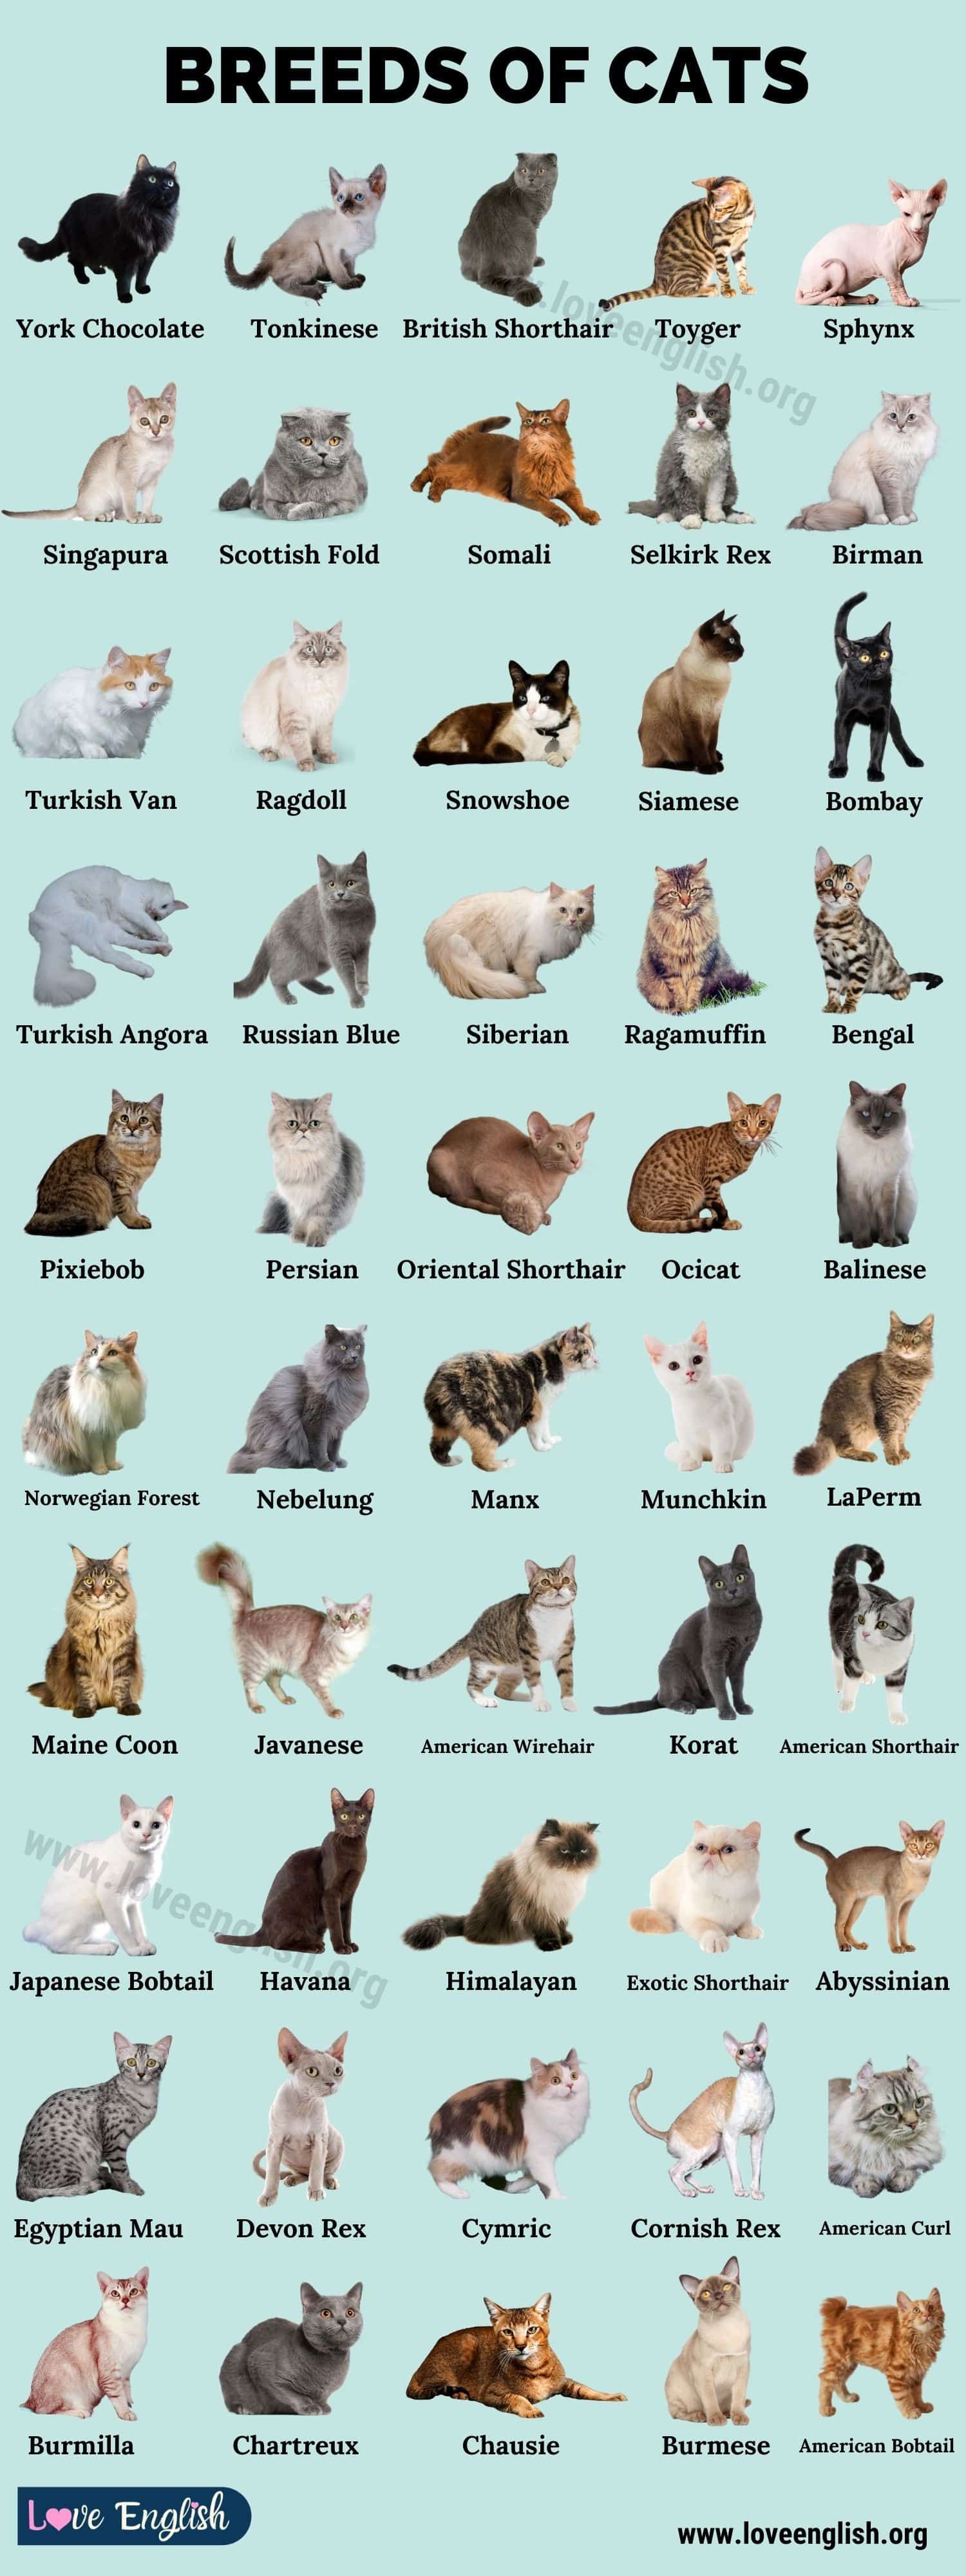 BREEDS OF CATS
York Chocolate Tonkinese British Shorthair Toyger Sphynx
www.loveenglish.org
Singapura Scottish Fold Somali Selkirk Rex Birman
Turkish Van Ragdoll Snowshoe Siamese Bombay
Turkish Angora Russian Blue Siberian Ragamuffin Bengal
Pixiebob Persian Oriental Shorthair Ocicat Balinese
Norwegian Forest Nebelung Manx Munchkin LaPerm
Maine Coon Javanese American Wirehair Korat American Shorthair
www.loveenglish.org
Japanese Bobtail Havana Himalayan Exotic Shorthair Abyssinian
Egyptian Mau Devon Rex Cymric Cornish Rex American Curl
Burmilla Chartreux Chausie Burmese American Bobtail
Love English
www.loveenglish.org